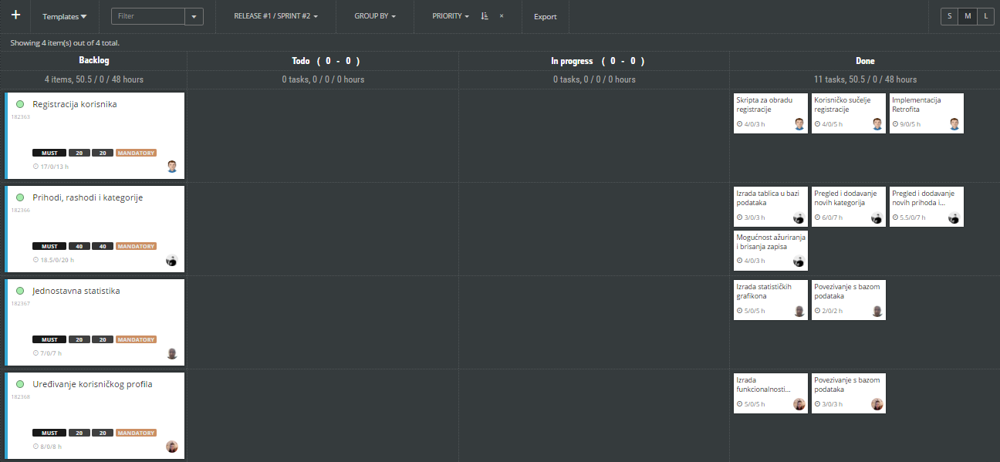 + Templates Filter RELEASE #1 / SPRINT #2 GROUP BY PRIORITY × Export S M L
Showing 4 item(s) out of 4 total.
Backlog Todo ( 0 - 0 ) In progress ( 0 - 0 ) Done
4 items, 50.5 / 0 / 48 hours 0 tasks, 0 / 0 / 0 hours 0 tasks, 0 / 0 / 0 hours 11 tasks, 50.5 / 0 / 48 hours
Registracija korisnika
182363
MUST 20 20 MANDATORY
17/0/13 h
Skripta za obradu
registracije
4/0/3 h
Korisničko sučelje
registracije
4/0/5 h
Implementacija
Retrofita
9/0/5 h
Prihodi, rashodi i kategorije
182366
MUST 40 40 MANDATORY
18.5/0/20 h
Izrada tablica u bazi
podataka
3/0/3 h
Pregled i dodavanje
novih kategorija
6/0/7 h
Pregled i dodavanje
novih prihoda i...
5.5/0/7 h
Mogućnost ažuriranja
i brisanja zapisa
4/0/3 h
Jednostavna statistika
182367
MUST 20 20 MANDATORY
7/0/7 h
Izrada statističkih
grafikona
5/0/5 h
Povezivanje s bazom
podataka
2/0/2 h
Uređivanje korisničkog profila
182368
MUST 20 20 MANDATORY
8/0/8 h
Izrada
funkcionalnosti...
5/0/5 h
Povezivanje s bazom
podataka
3/0/3 h